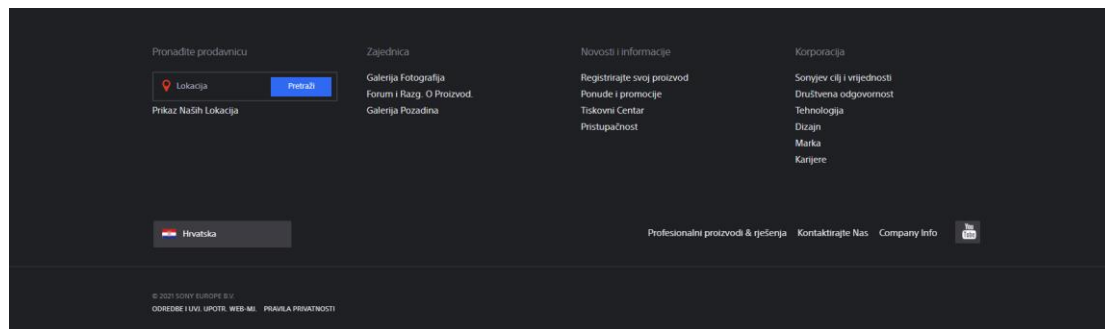 Pronađite prodavnicu
Lokacija
Pretraži
Prikaz Naših Lokacija
Zajednica
Galerija Fotografija
Forum i Razg. O Proizvod.
Galerija Pozadina
Novosti i informacije
Registrirajte svoj proizvod
Ponude i promocije
Tiskovni Centar
Pristupačnost
Korporacija
Sonyjev cilj i vrijednosti
Društvena odgovornost
Tehnologija
Dizajn
Marka
Karijere
Hrvatska
Profesionalni proizvodi & rješenja Kontaktirajte Nas Company Info
You
Tube
© 2021 SONY EUROPE B.V.
ODREDBE I UVJ. UPOTR. WEB-MJ. PRAVILA PRIVATNOSTI